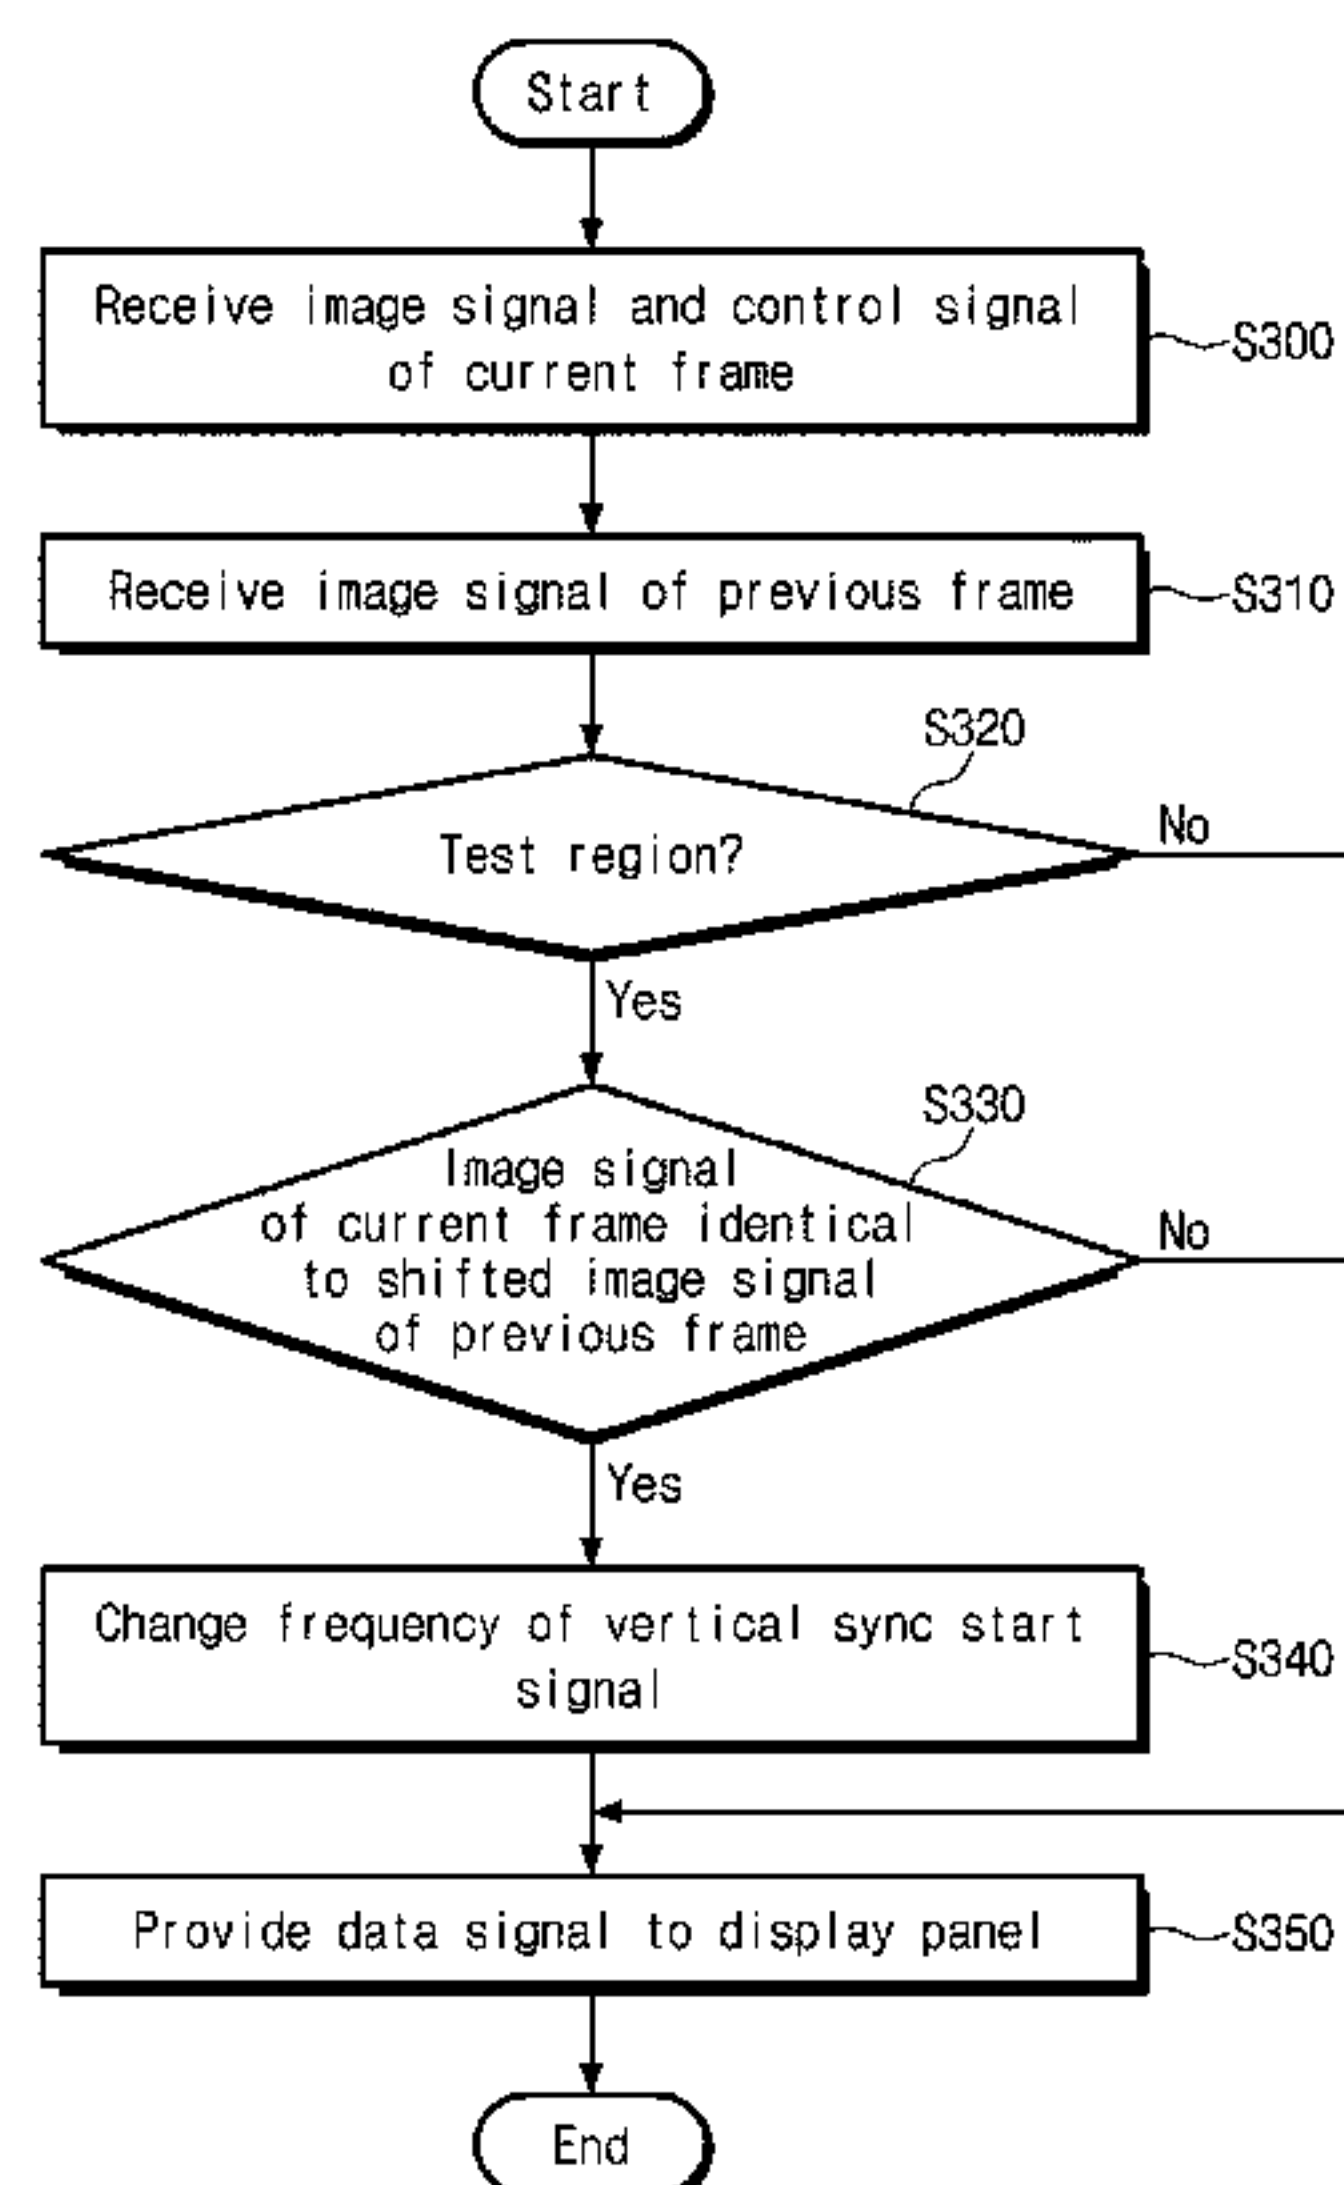 Start
Receive image signal and control signal
of current frame
S300
Receive image signal of previous frame
S310
S320
Test region?
No
Yes
S330
Image signal
of current frame identical
to shifted image signal
of previous frame
No
Yes
Change frequency of vertical sync start
signal
S340
Provide data signal to display panel
S350
End